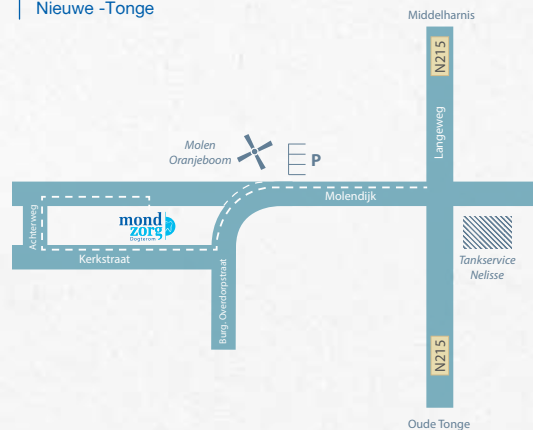 Nieuwe -Tonge
Middelharnis
N215
Langeweg
Molen
Oranjeboom
P
Molendijk
Achterweg
mond
zorg
Dogterom
Kerkstraat
Burg. Overdorpstraat
Tankservice
Nelisse
N215
Oude Tonge